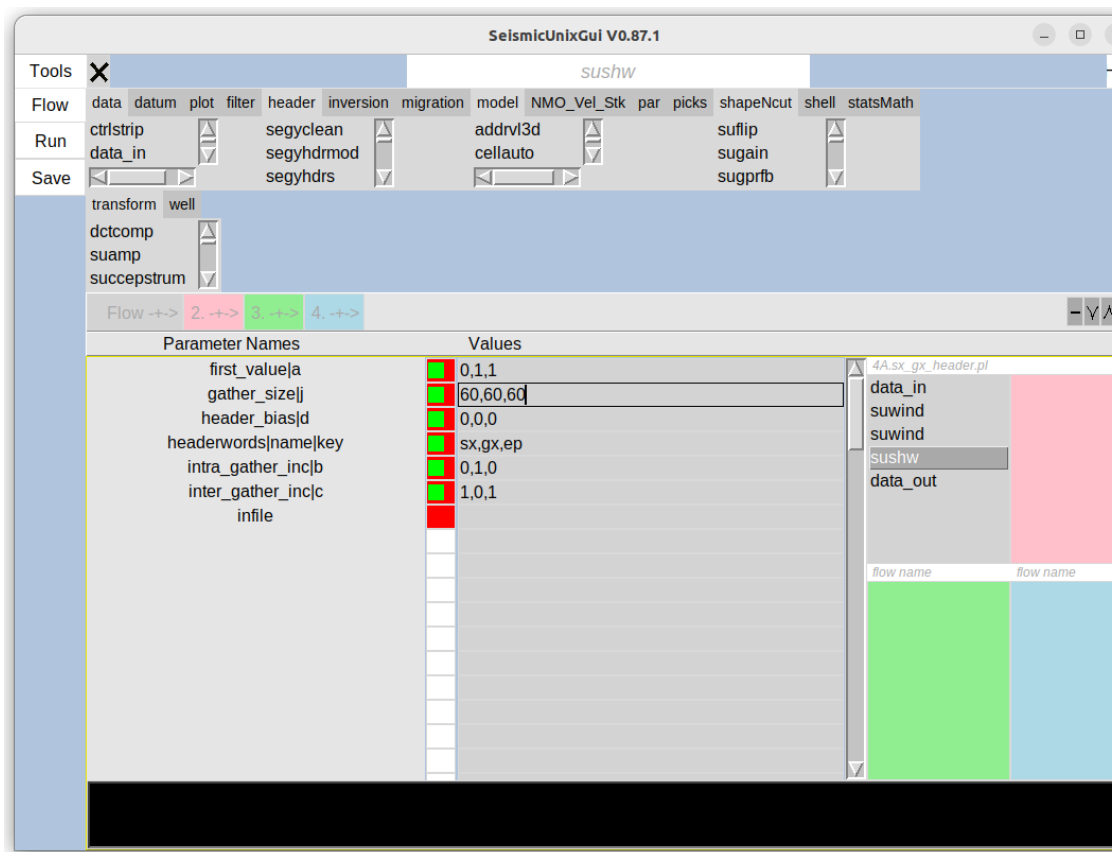 SeismicUnixGui V0.87.1
Tools sushw
Flow data datum plot filter header inversion migration model NMO_Vel_Stk par picks shapeNcut shell statsMath
Run
Save
ctrlstrip segyclean addrvl3d suflip
data_in segyhdrmod cellauto sugain
segyhdrs sugprfb
transform well
dctcomp
suamp
succepstrum
Flow -+-> 2. -+-> 3. -+-> 4. -+->
Parameter Names Values
first_value|a 0,1,1
gather_size|j 60,60,60
header_bias|d 0,0,0
headerwords|name|key sx,gx,ep
intra_gather_inc|b 0,1,0
inter_gather_inc|c 1,0,1
infile
4A.sx_gx_header.pl
data_in
suwind
suwind
sushw
data_out
flow name flow name